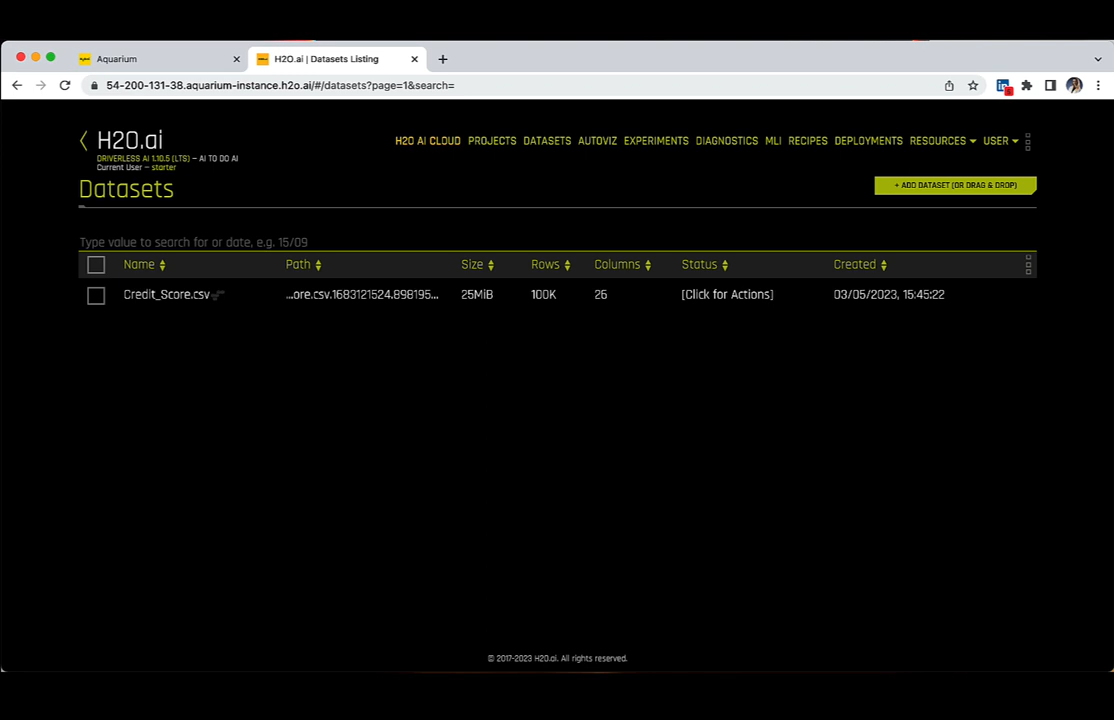 Aquarium
H2O.ai | Datasets Listing
54-200-131-38.aquarium-instance.h2o.ai/#/datasets?page=1&search=
H2O.ai
DRIVERLESS AI 1.10.5 (LTS) – AI TO DO AI
Current User – starter
H2O AI CLOUD PROJECTS DATASETS AUTOVIZ EXPERIMENTS DIAGNOSTICS MLI RECIPES DEPLOYMENTS RESOURCES USER
Datasets
+ ADD DATASET (OR DRAG & DROP)
Type value to search for or date, e.g. 15/09
Name Path Size Rows Columns Status Created
Credit_Score.csv ...ore.csv.1683121524.898195... 25MiB 100K 26 [Click for Actions] 03/05/2023, 15:45:22
© 2017-2023 H2O.ai. All rights reserved.